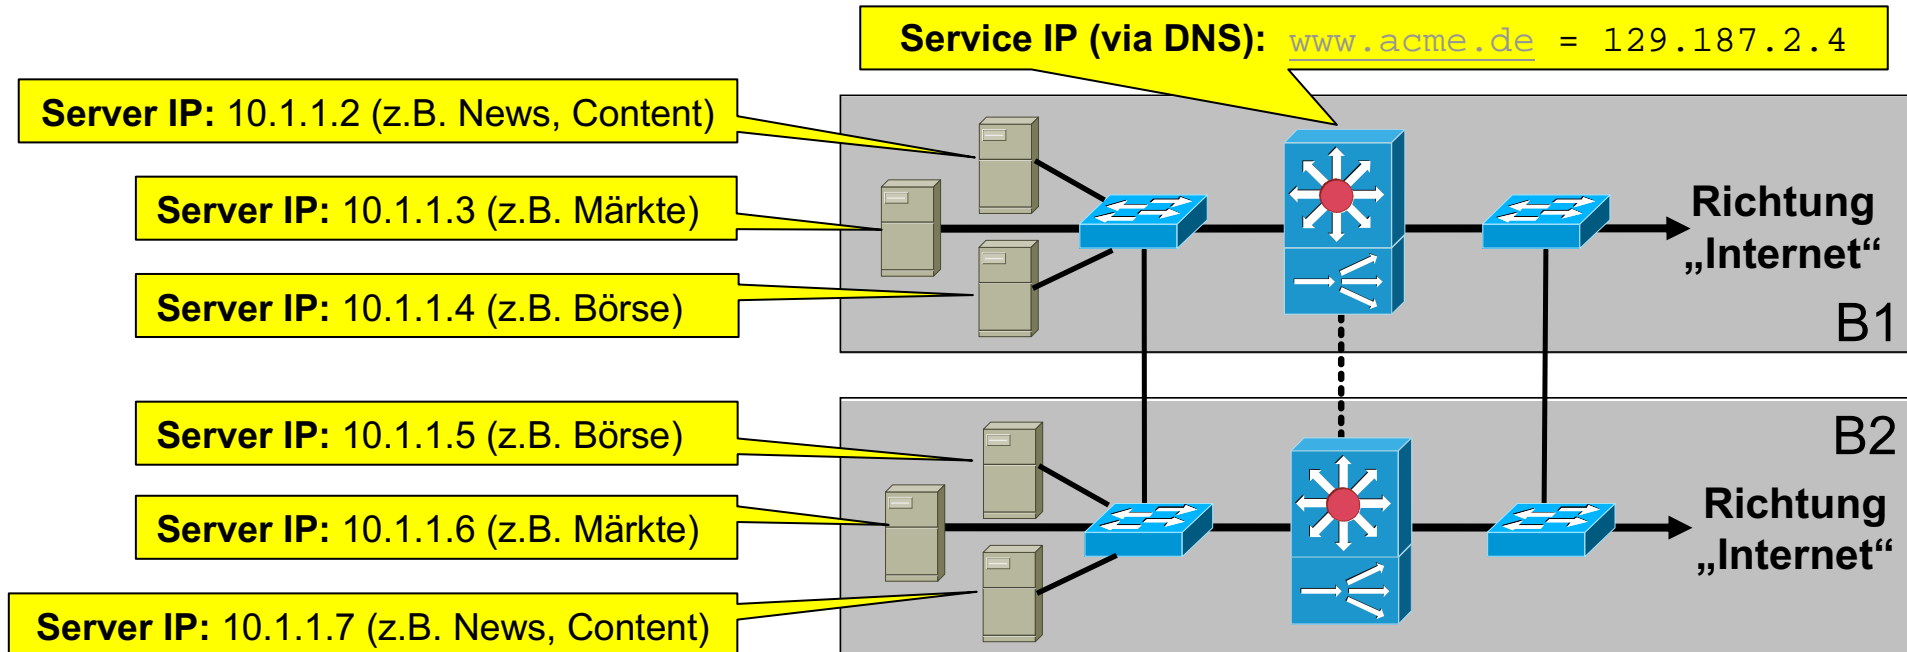 Service IP (via DNS): www.acme.de = 129.187.2.4
Server IP: 10.1.1.2 (z.B. News, Content)
Server IP: 10.1.1.3 (z.B. Märkte)
Server IP: 10.1.1.4 (z.B. Börse)
Richtung
„Internet“
B1
Server IP: 10.1.1.5 (z.B. Börse)
Server IP: 10.1.1.6 (z.B. Märkte)
Server IP: 10.1.1.7 (z.B. News, Content)
B2
Richtung
„Internet“